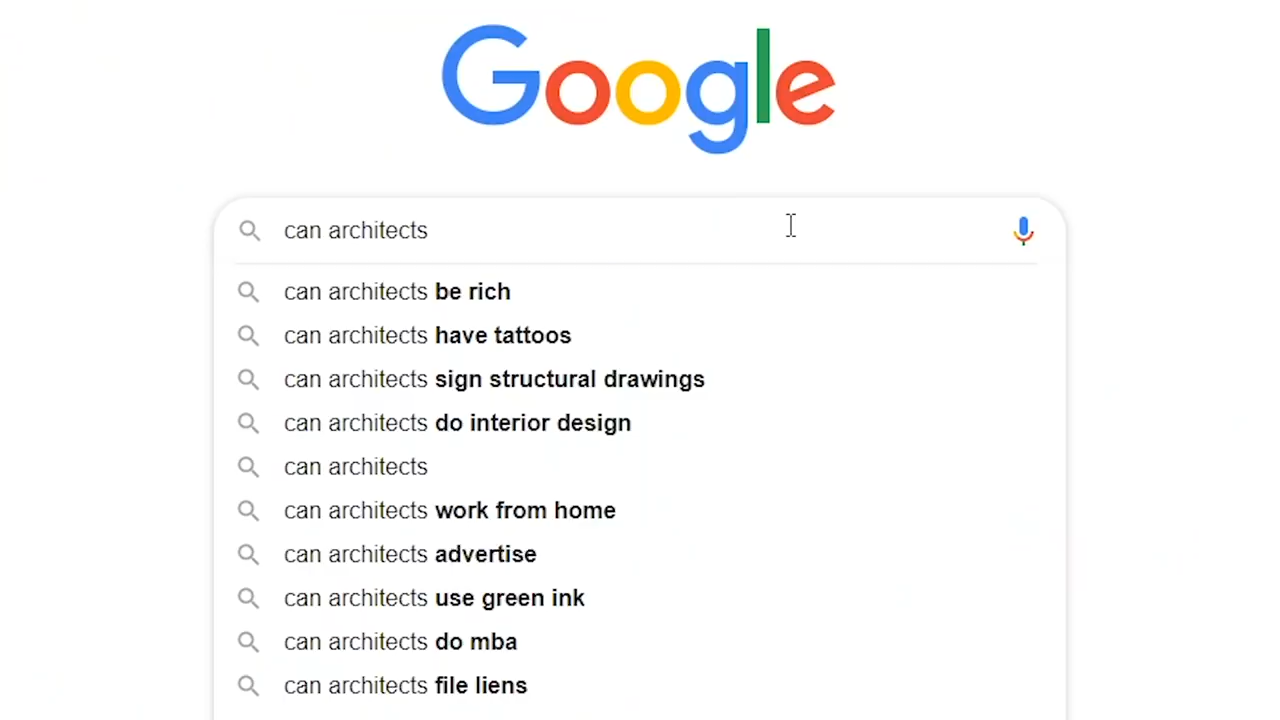 Google
can architects
can architects be rich
can architects have tattoos
can architects sign structural drawings
can architects do interior design
can architects
can architects work from home
can architects advertise
can architects use green ink
can architects do mba
can architects file liens